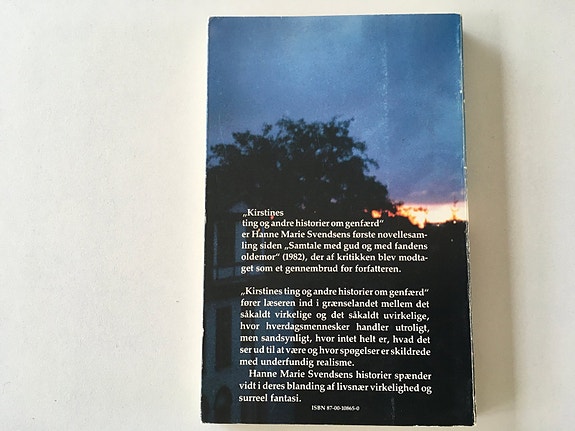 „Kirstines
ting og andre historier om genfærd“
er Hanne Marie Svendsens første novellesam-
ling siden „Samtale med gud og med fandens
oldemor“ (1982), der af kritikken blev modta-
get som et gennembrud før forfatteren.
„Kirstines ting og andre historier om genfærd“
fører læseren ind i grænselandet mellem det
såkaldt virkelige og det såkaldt uvirkelige,
hvor hverdagsmennesker handler utroligt,
men sandsynligt, hvor intet helt er, hvad det
ser ud til at være og hvor spøgelser er skildrede
med underfundig realisme.
Hanne Marie Svendsens historier spænder
vidt i deres blanding af livsnær virkelighed og
surreel fantasi.
ISBN 87-00-10865-0